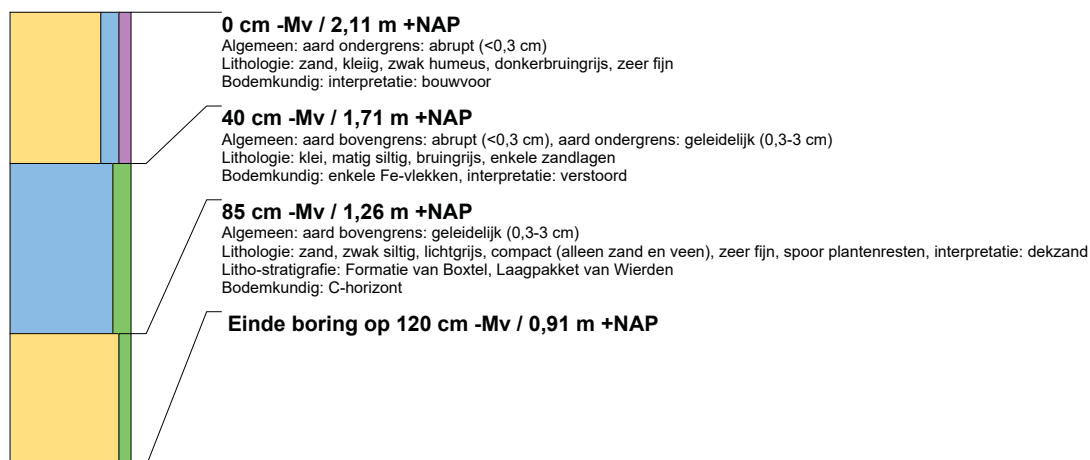 0 cm -Mv / 2,11 m +NAP
Algemeen: aard ondergrens: abrupt (<0,3 cm)
Lithologie: zand, kleiig, zwak humeus, donkerbruingrijs, zeer fijn
Bodemkundig: interpretatie: bouwvoor
40 cm -Mv / 1,71 m +NAP
Algemeen: aard bovengrens: abrupt (<0,3 cm), aard ondergrens: geleidelijk (0,3-3 cm)
Lithologie: klei, matig siltig, bruingrijs, enkele zandlagen
Bodemkundig: enkele Fe-vlekken, interpretatie: verstoord
85 cm -Mv / 1,26 m +NAP
Algemeen: aard bovengrens: geleidelijk (0,3-3 cm)
Lithologie: zand, zwak siltig, lichtgrijs, compact (alleen zand en veen), zeer fijn, spoor plantenresten, interpretatie: dekzand
Litho-stratigrafie: Formatie van Boxtel, Laagpakket van Wierden
Bodemkundig: C-horizont
Einde boring op 120 cm -Mv / 0,91 m +NAP